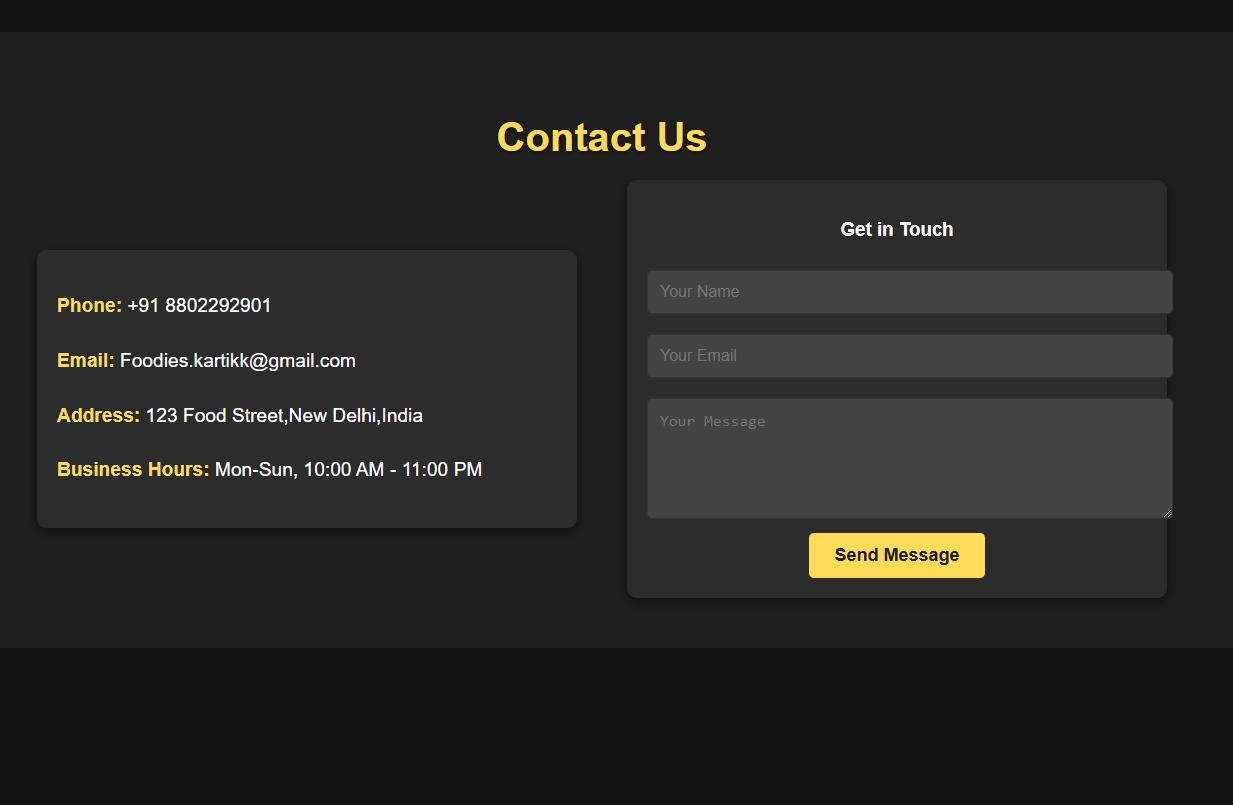 Contact Us
Phone: +91 8802292901
Email: Foodies.kartikk@gmail.com
Address: 123 Food Street,New Delhi,India
Business Hours: Mon-Sun, 10:00 AM - 11:00 PM
Get in Touch
Your Name
Your Email
Your Message
Send Message